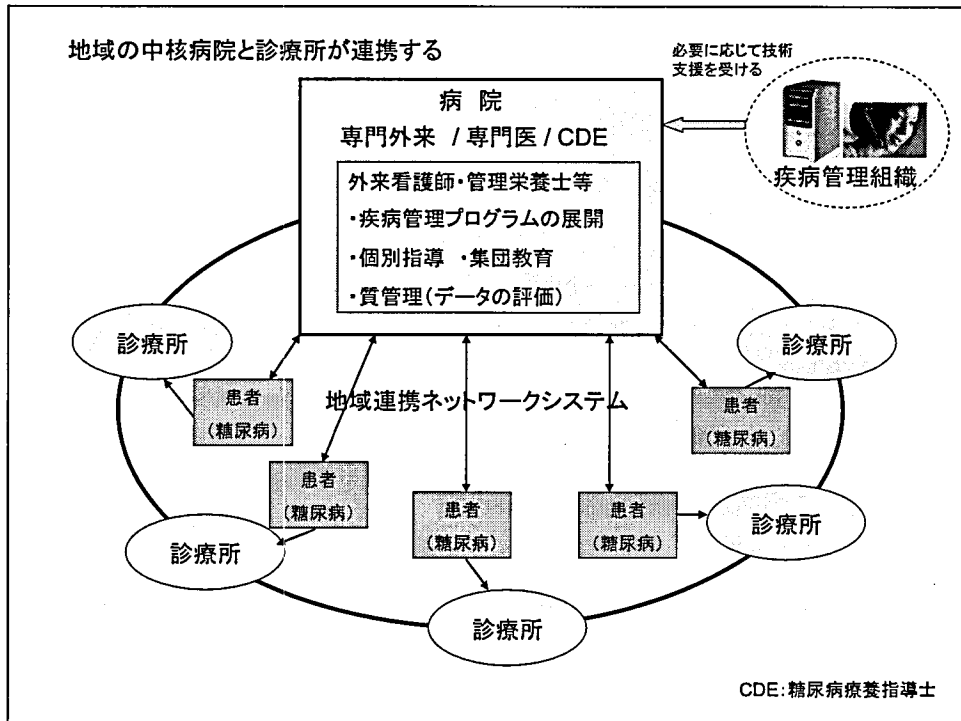 地域の中核病院と診療所が連携する
必要に応じて技術
支援を受ける
疾病管理組織
病 院
専門外来 / 専門医 / CDE
外来看護師・管理栄養士等
・疾病管理プログラムの展開
・個別指導 ・集団教育
・質管理(データの評価)
診療所
診療所
患者
(糖尿病)
地域連携ネットワークシステム
患者
(糖尿病)
患者
(糖尿病)
患者
(糖尿病)
患者
(糖尿病)
診療所
診療所
診療所
CDE:糖尿病療養指導士